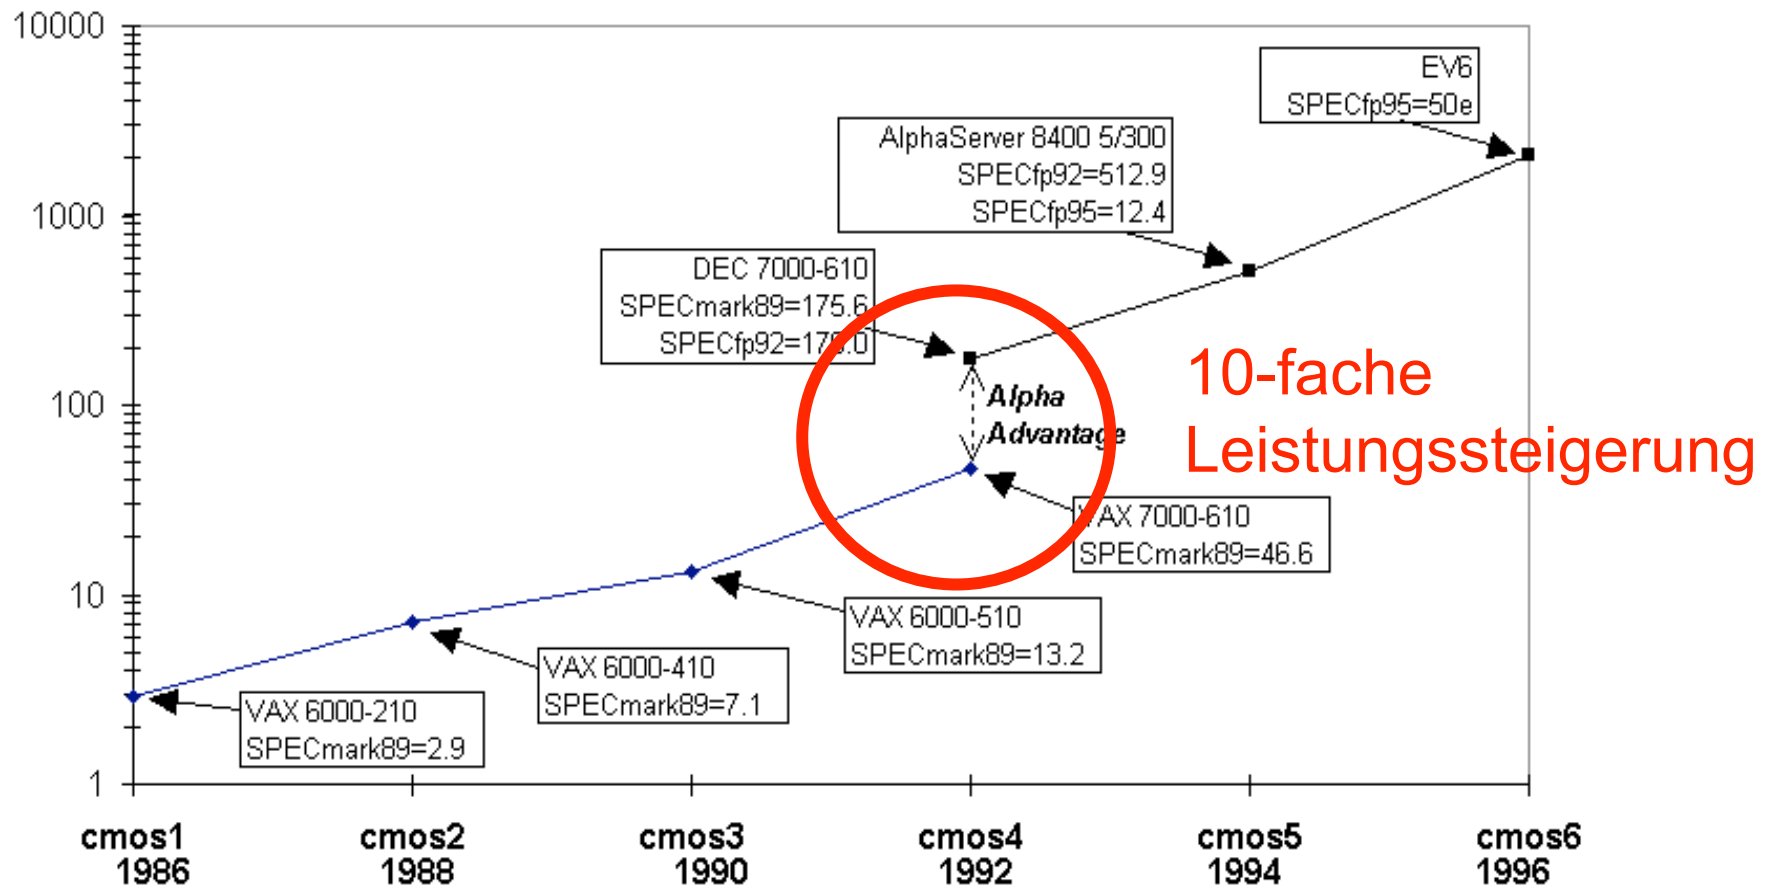 10000
1000
100
10
1
EV6
SPECfp95=50e
AlphaServer 8400 5/300
SPECfp92=512.9
SPECfp95=12.4
DEC 7000-610
SPECmark89=175.6
Alpha
Advantage
10-fache
Leistungssteigerung
VAX 7000-610
SPECmark89=46.6
VAX 6000-510
SPECmark89=13.2
VAX 6000-410
SPECmark89=7.1
VAX 6000-210
SPECmark89=2.9
cmos1 cmos2 cmos3 cmos4 cmos5 cmos6
1986 1988 1990 1992 1994 1996